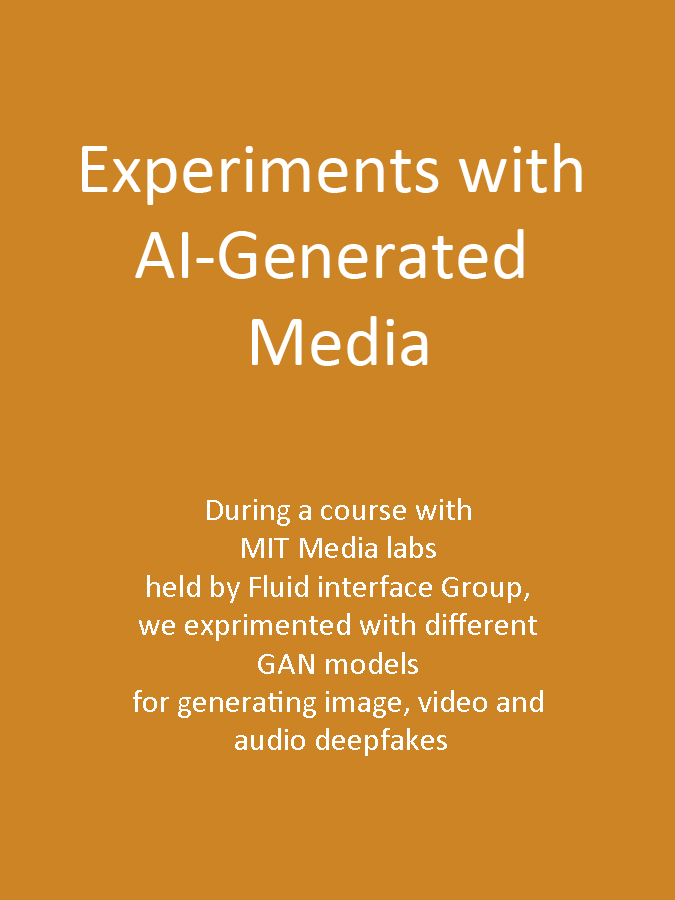 Experiments with
AI-Generated
Media
During a course with
MIT Media labs
held by Fluid interface Group,
we exprimented with different
GAN models
for generating image, video and
audio deepfakes